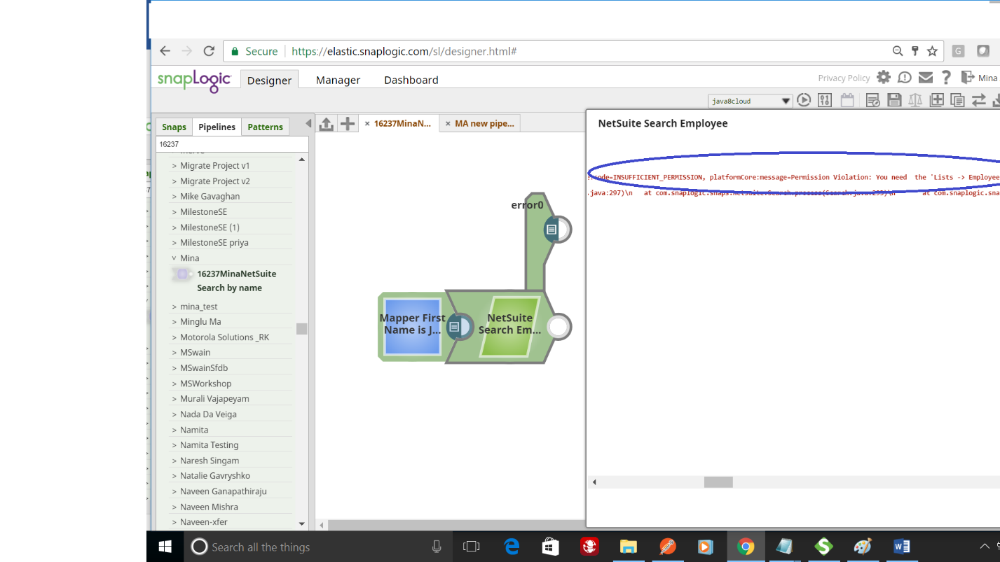 Secure https://elastic.snaplogic.com/sl/designer.html#
G
snapLogic Designer Manager Dashboard
Privacy Policy Mina
java8cloud
Snaps Pipelines Patterns
× 16237MinaN... × MA new pipe...
16237
> Migrate Project v1
> Migrate Project v2
> Mike Gavaghan
> MilestoneSE
> MilestoneSE (1)
> MilestoneSE priya
v Mina
16237MinaNetSuite
Search by name
> mina_test
> Minglu Ma
> Motorola Solutions _RK
> MSwain
> MSwainSfdb
> MSWorkshop
> Murali Vajapeyam
> Nada Da Veiga
> Namita
> Namita Testing
> Naresh Singam
> Natalie Gavryshko
> Naveen Ganapathiraju
> Naveen Mishra
> Naveen-xfer
error0
Mapper First
Name is J...
NetSuite
Search Em...
NetSuite Search Employee
code=INSUFFICIENT_PERMISSION, platformCore:message=Permission Violation: You need the 'Lists -> Employee
.java:297)\n at com.snaplogic.snaps.netsuite.Search.process(Search.java:255)\n at com.snaplogic.sna
Search all the things